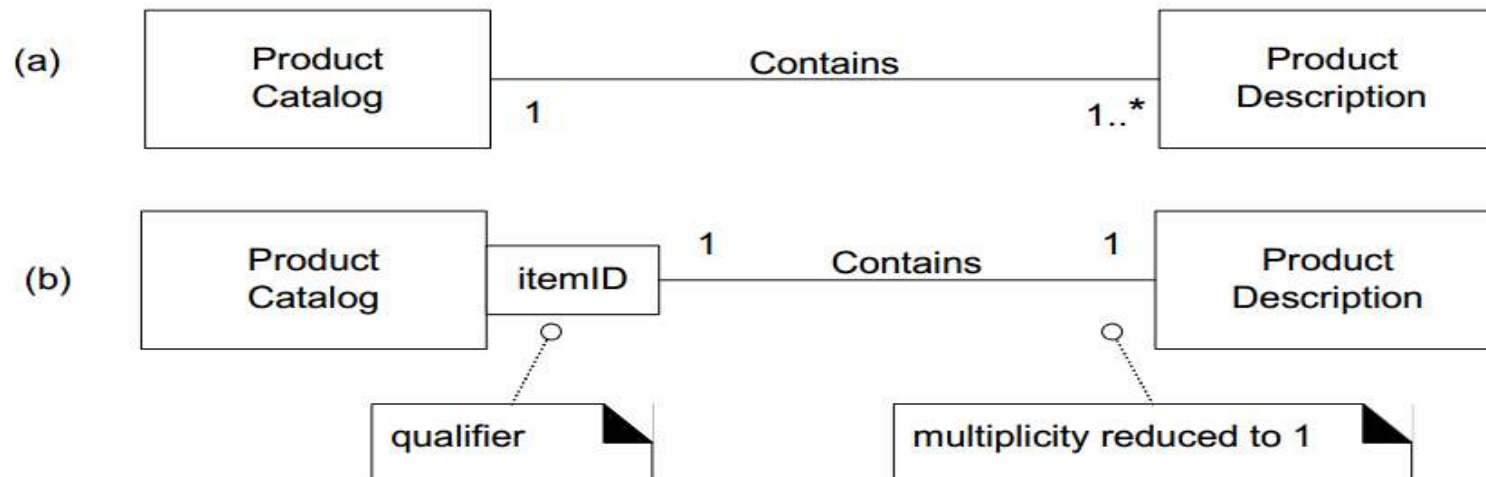 (a)
Product
Catalog
Contains
1
1..*
Product
Description
(b)
Product
Catalog
itemID
1
Contains
1
Product
Description
qualifier
multiplicity reduced to 1